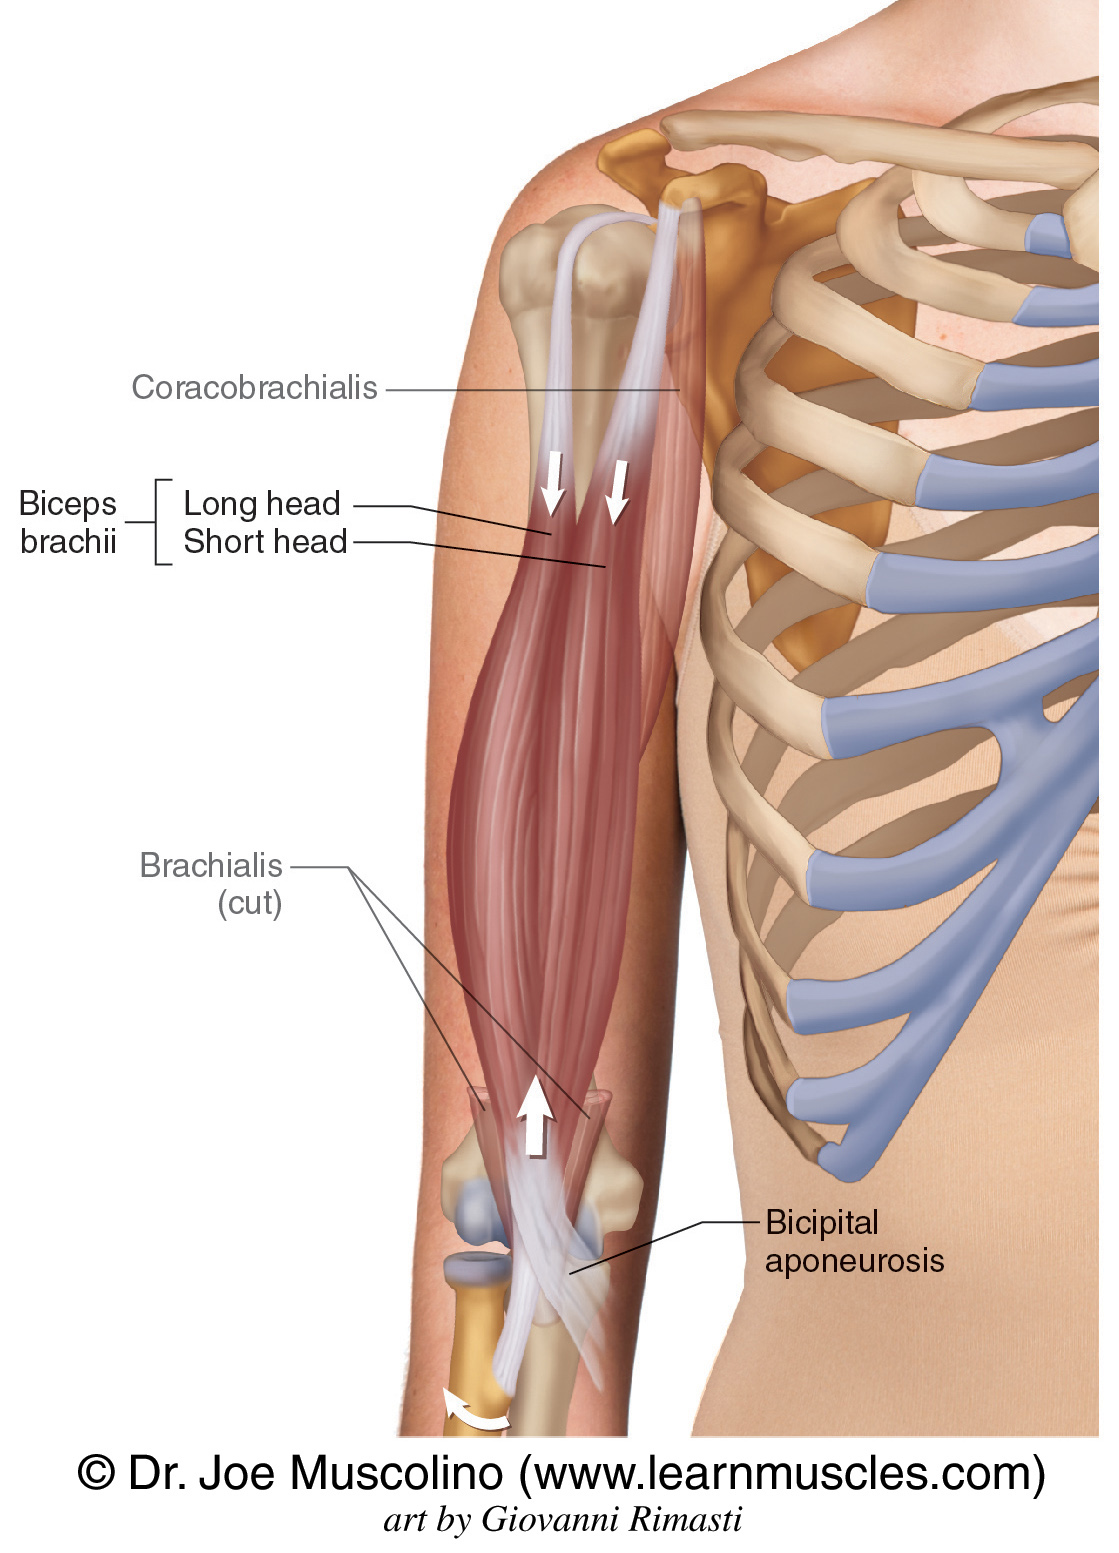 Coracobrachialis
Biceps
brachii
Long head
Short head
Brachialis
(cut)
Bicipital
aponeurosis
© Dr. Joe Muscolino (www.learnmuscles.com)
art by Giovanni Rimasti